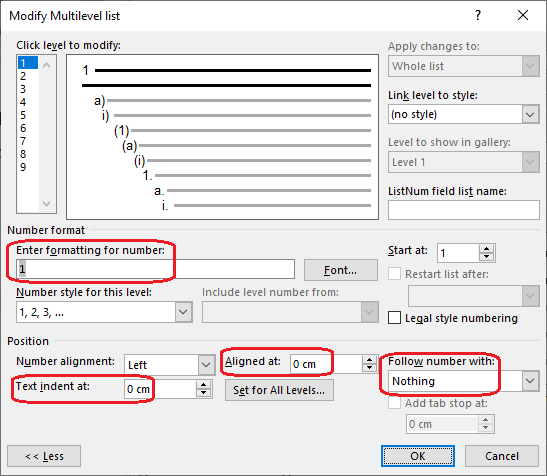 Modify Multilevel list ? ×
Click level to modify:
1
2
3
4
5
6
7
8
9
1
a)
i)
(1)
(a)
(i)
1.
a.
i.
Apply changes to:
Whole list
Link level to style:
(no style)
Level to show in gallery:
Level 1
ListNum field list name:
Number format
Enter formatting for number:
1
Font...
Number style for this level:
1, 2, 3, ...
Include level number from:
Start at: 1
Restart list after:
Legal style numbering
Position
Number alignment: Left
Aligned at: 0 cm
Text indent at: 0 cm
Set for All Levels...
Follow number with:
Nothing
Add tab stop at:
0 cm
<< Less
OK
Cancel